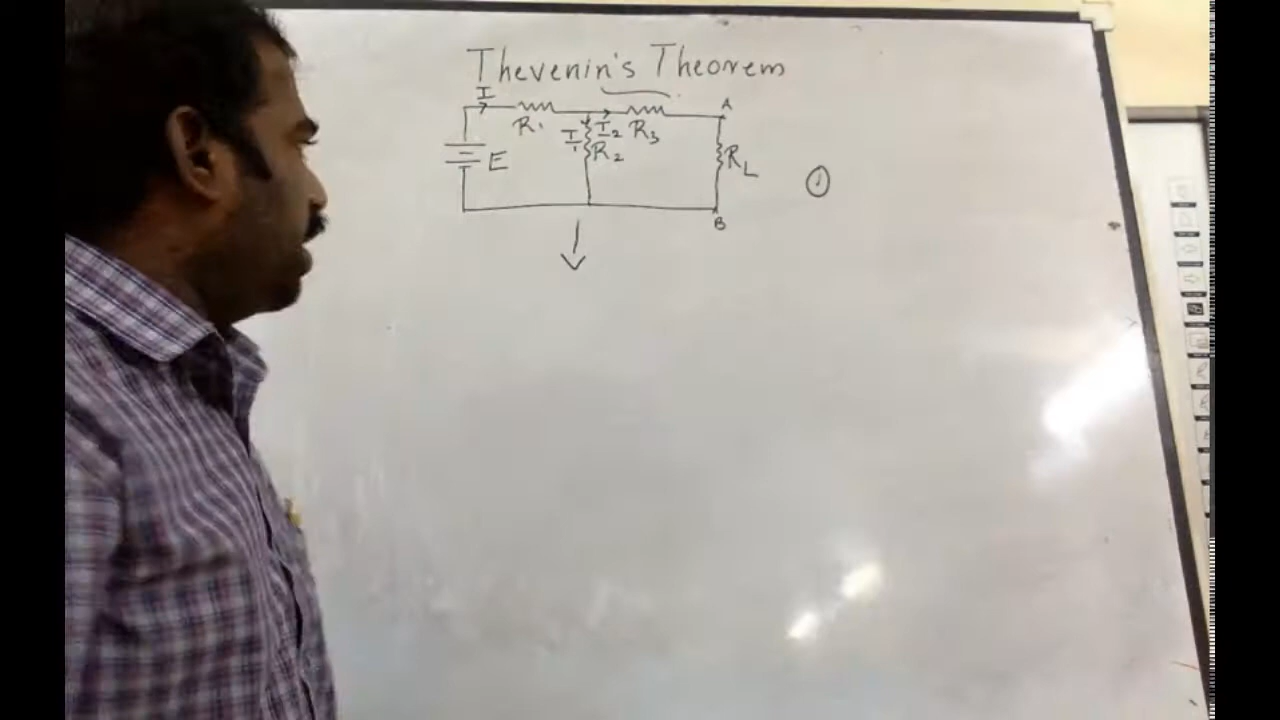 Thevenin's Theorem
I
R1
I1
I2
R2
R3
A
E
RL
B
1